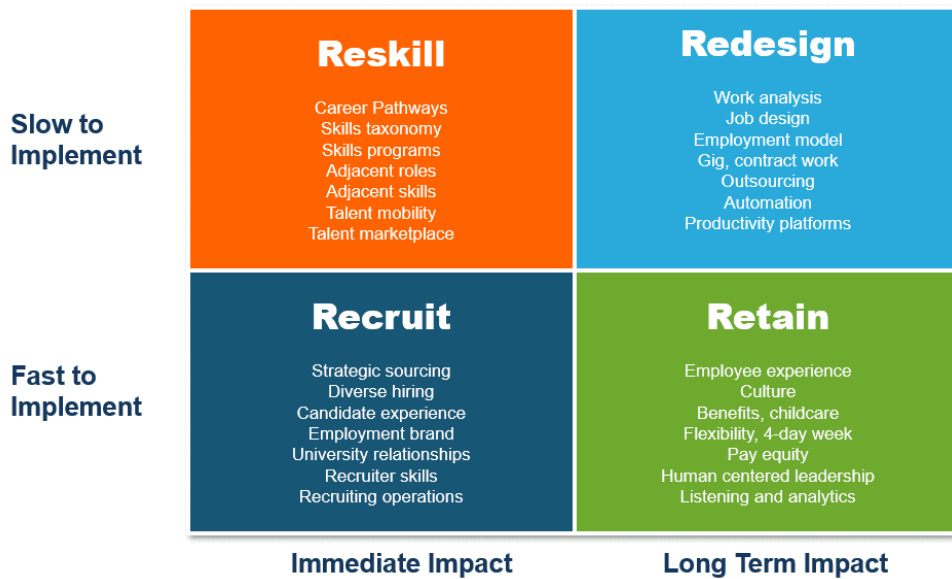 Slow to
Implement
Reskill
Career Pathways
Skills taxonomy
Skills programs
Adjacent roles
Adjacent skills
Talent mobility
Talent marketplace
Redesign
Work analysis
Job design
Employment model
Gig, contract work
Outsourcing
Automation
Productivity platforms
Fast to
Implement
Recruit
Strategic sourcing
Diverse hiring
Candidate experience
Employment brand
University relationships
Recruiter skills
Recruiting operations
Retain
Employee experience
Culture
Benefits, childcare
Flexibility, 4-day week
Pay equity
Human centered leadership
Listening and analytics
Immediate Impact
Long Term Impact